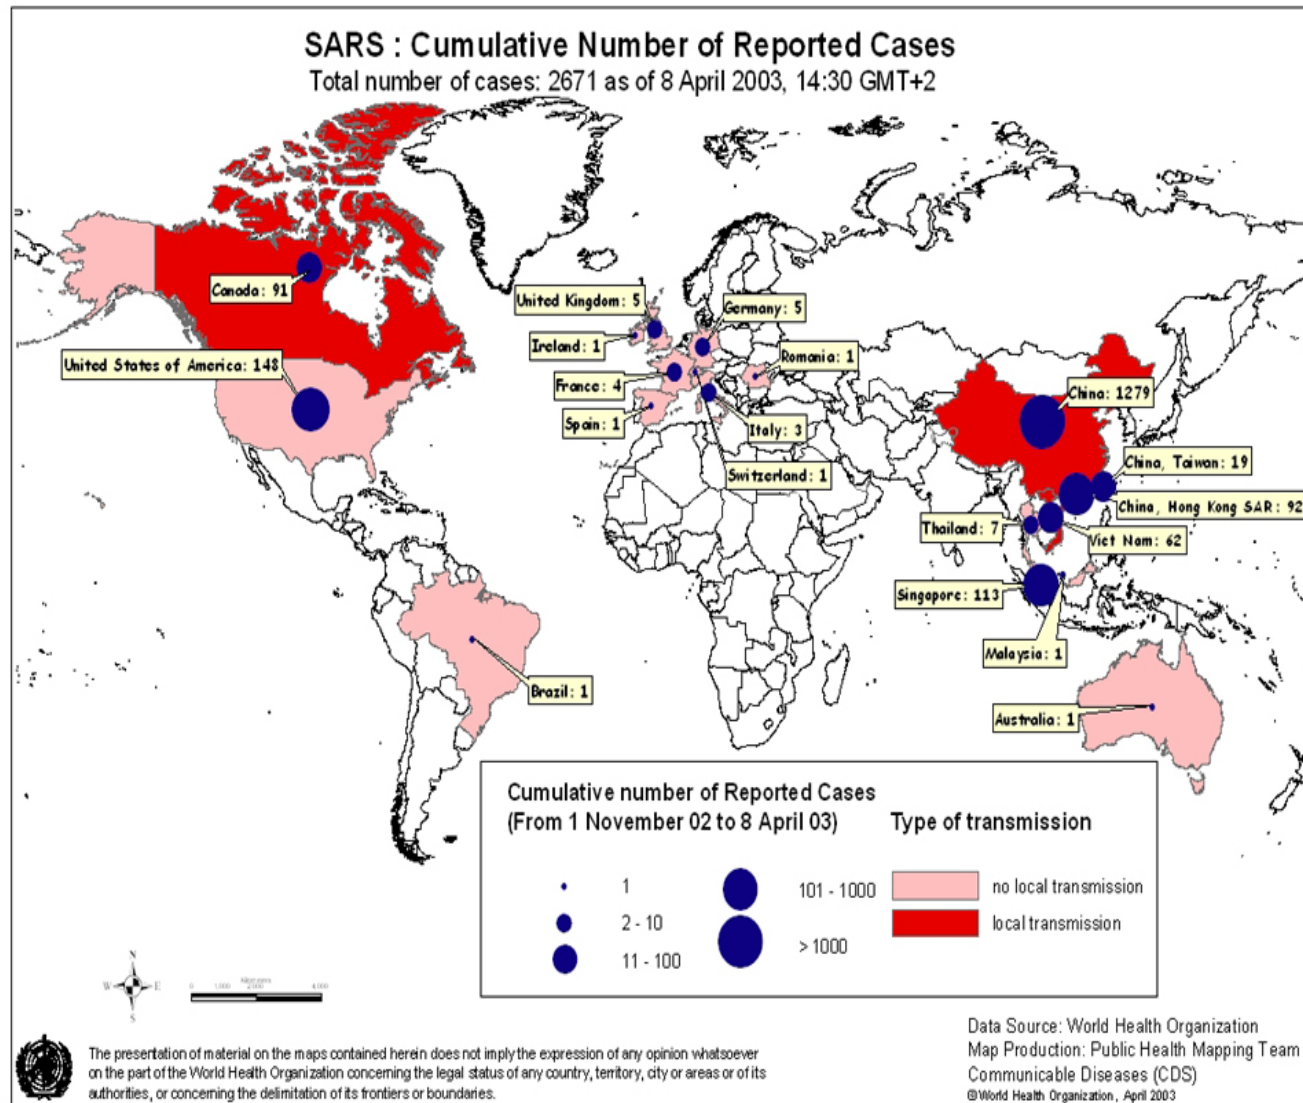 SARS : Cumulative Number of Reported Cases
Total number of cases: 2671 as of 8 April 2003, 14:30 GMT+2
Canada: 91
United States of America: 148
United Kingdom: 5
Germany: 5
Ireland: 1
Romania: 1
France: 4
Spain: 1
Italy: 3
Switzerland: 1
China: 1279
China, Taiwan: 19
China, Hong Kong SAR: 92
Thailand: 7
Viet Nam: 62
Singapore: 113
Malaysia: 1
Brazil: 1
Australia: 1
Cumulative number of Reported Cases
(From 1 November 02 to 8 April 03)
1
2 - 10
11 - 100
101 - 1000
> 1000
Type of transmission
no local transmission
local transmission
N
W E
S
0 1,000 2,000 4,000
The presentation of material on the maps contained herein does not imply the expression of any opinion whatsoever
on the part of the World Health Organization concerning the legal status of any country, territory, city or areas or of its
authorities, or concerning the delimitation of its frontiers or boundaries.
Data Source: World Health Organization
Map Production: Public Health Mapping Team
Communicable Diseases (CDS)
©World Health Organization, April 2003